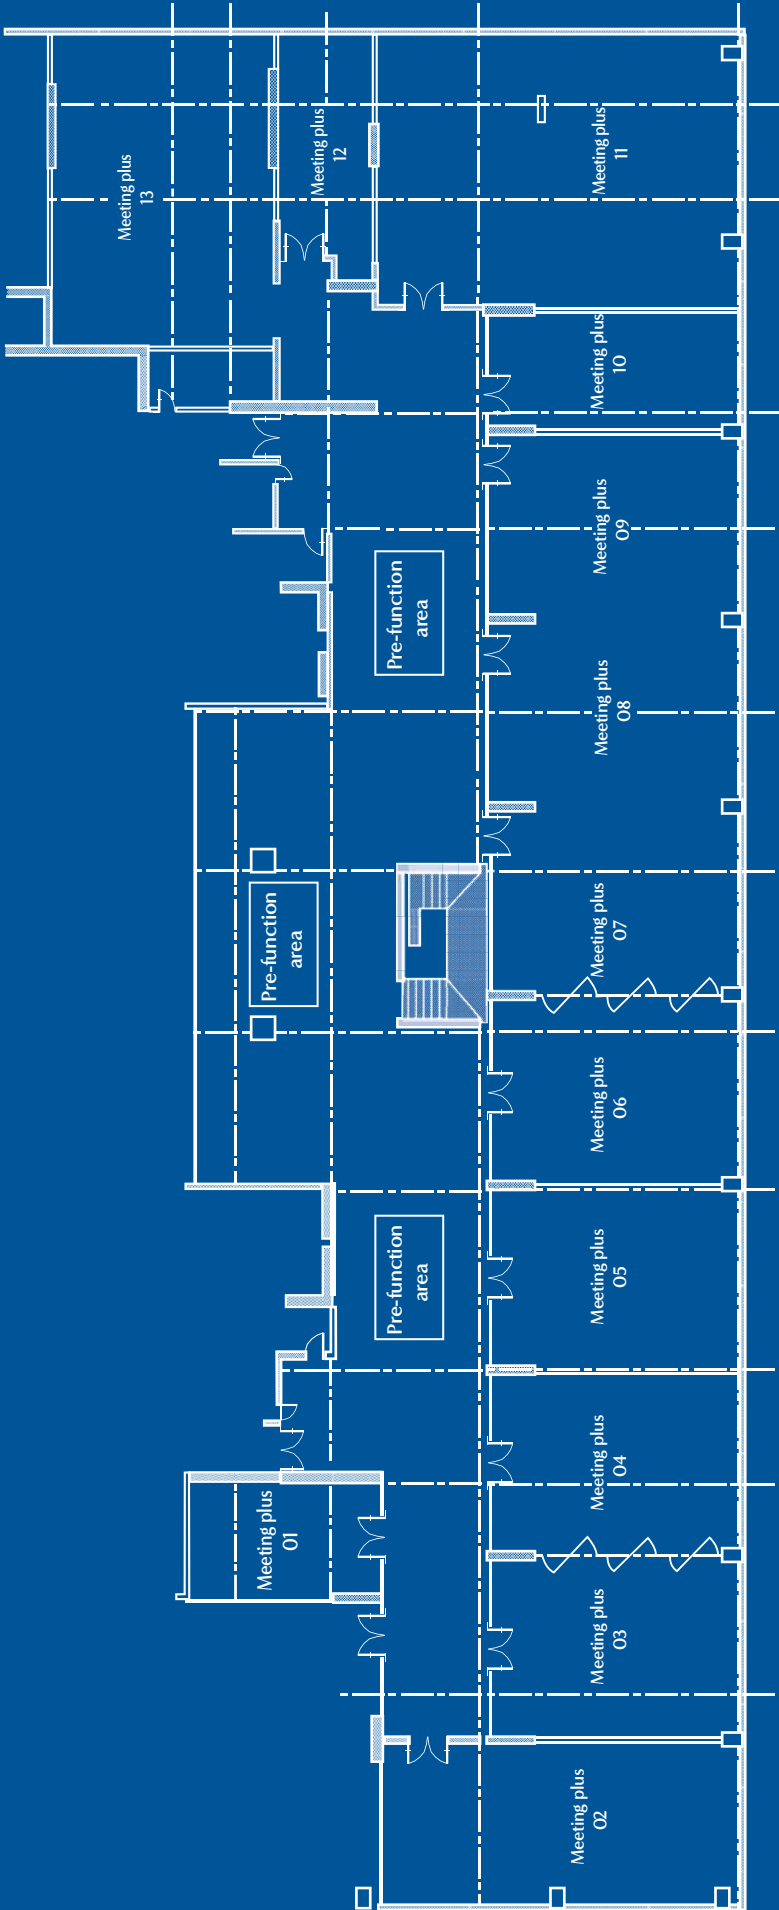 Meeting plus
13
Meeting plus
12
Meeting plus
11
Meeting plus
10
Meeting plus
09
Pre-function
area
Meeting plus
08
Pre-function
area
Meeting plus
07
Meeting plus
06
Pre-function
area
Meeting plus
05
Meeting plus
04
Meeting plus
01
Meeting plus
03
Meeting plus
02